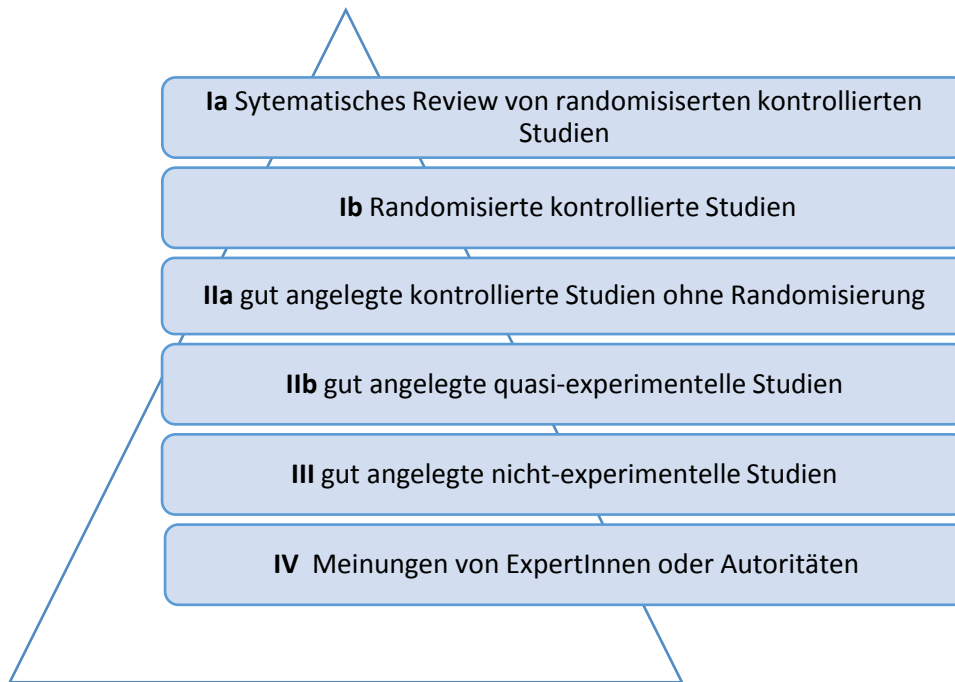 Ia Sytematisches Review von randomisiserten kontrollierten
Studien
Ib Randomisierte kontrollierte Studien
IIa gut angelegte kontrollierte Studien ohne Randomisierung
IIb gut angelegte quasi-experimentelle Studien
III gut angelegte nicht-experimentelle Studien
IV Meinungen von ExpertInnen oder Autoritäten